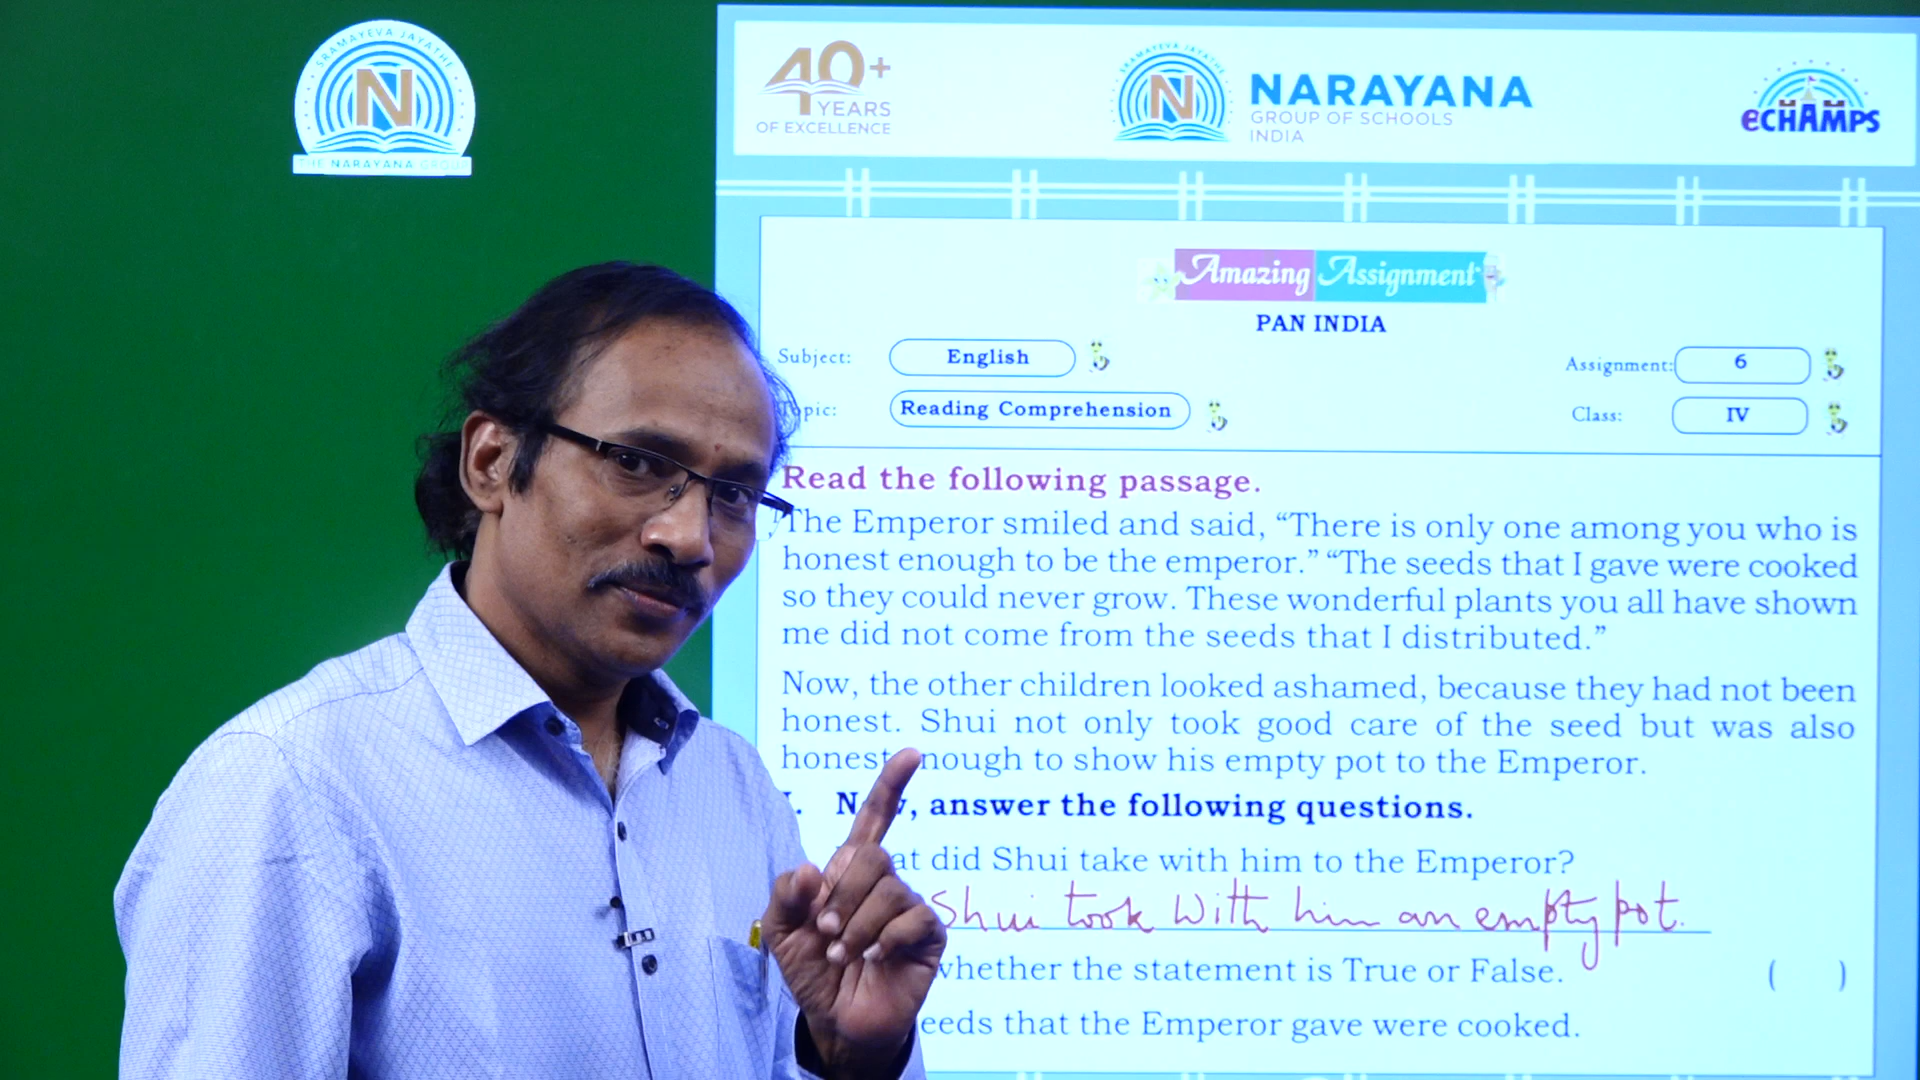 SRAMAYEVA JAYATHE
N
THE NARAYANA GROUP
40+
YEARS
OF EXCELLENCE
SRAMAYEVA JAYATHE
N
NARAYANA
GROUP OF SCHOOLS
INDIA
eCHAMPS
Amazing Assignment
PAN INDIA
Subject: English
Assignment: 6
Topic: Reading Comprehension
Class: IV
Read the following passage.
The Emperor smiled and said, “There is only one among you who is
honest enough to be the emperor.” “The seeds that I gave were cooked
so they could never grow. These wonderful plants you all have shown
me did not come from the seeds that I distributed.”
Now, the other children looked ashamed, because they had not been
honest. Shui not only took good care of the seed but was also
honest enough to show his empty pot to the Emperor.
I. Now, answer the following questions.
at did Shui take with him to the Emperor?
Shui took with him an empty pot.
whether the statement is True or False. ( )
eeds that the Emperor gave were cooked.